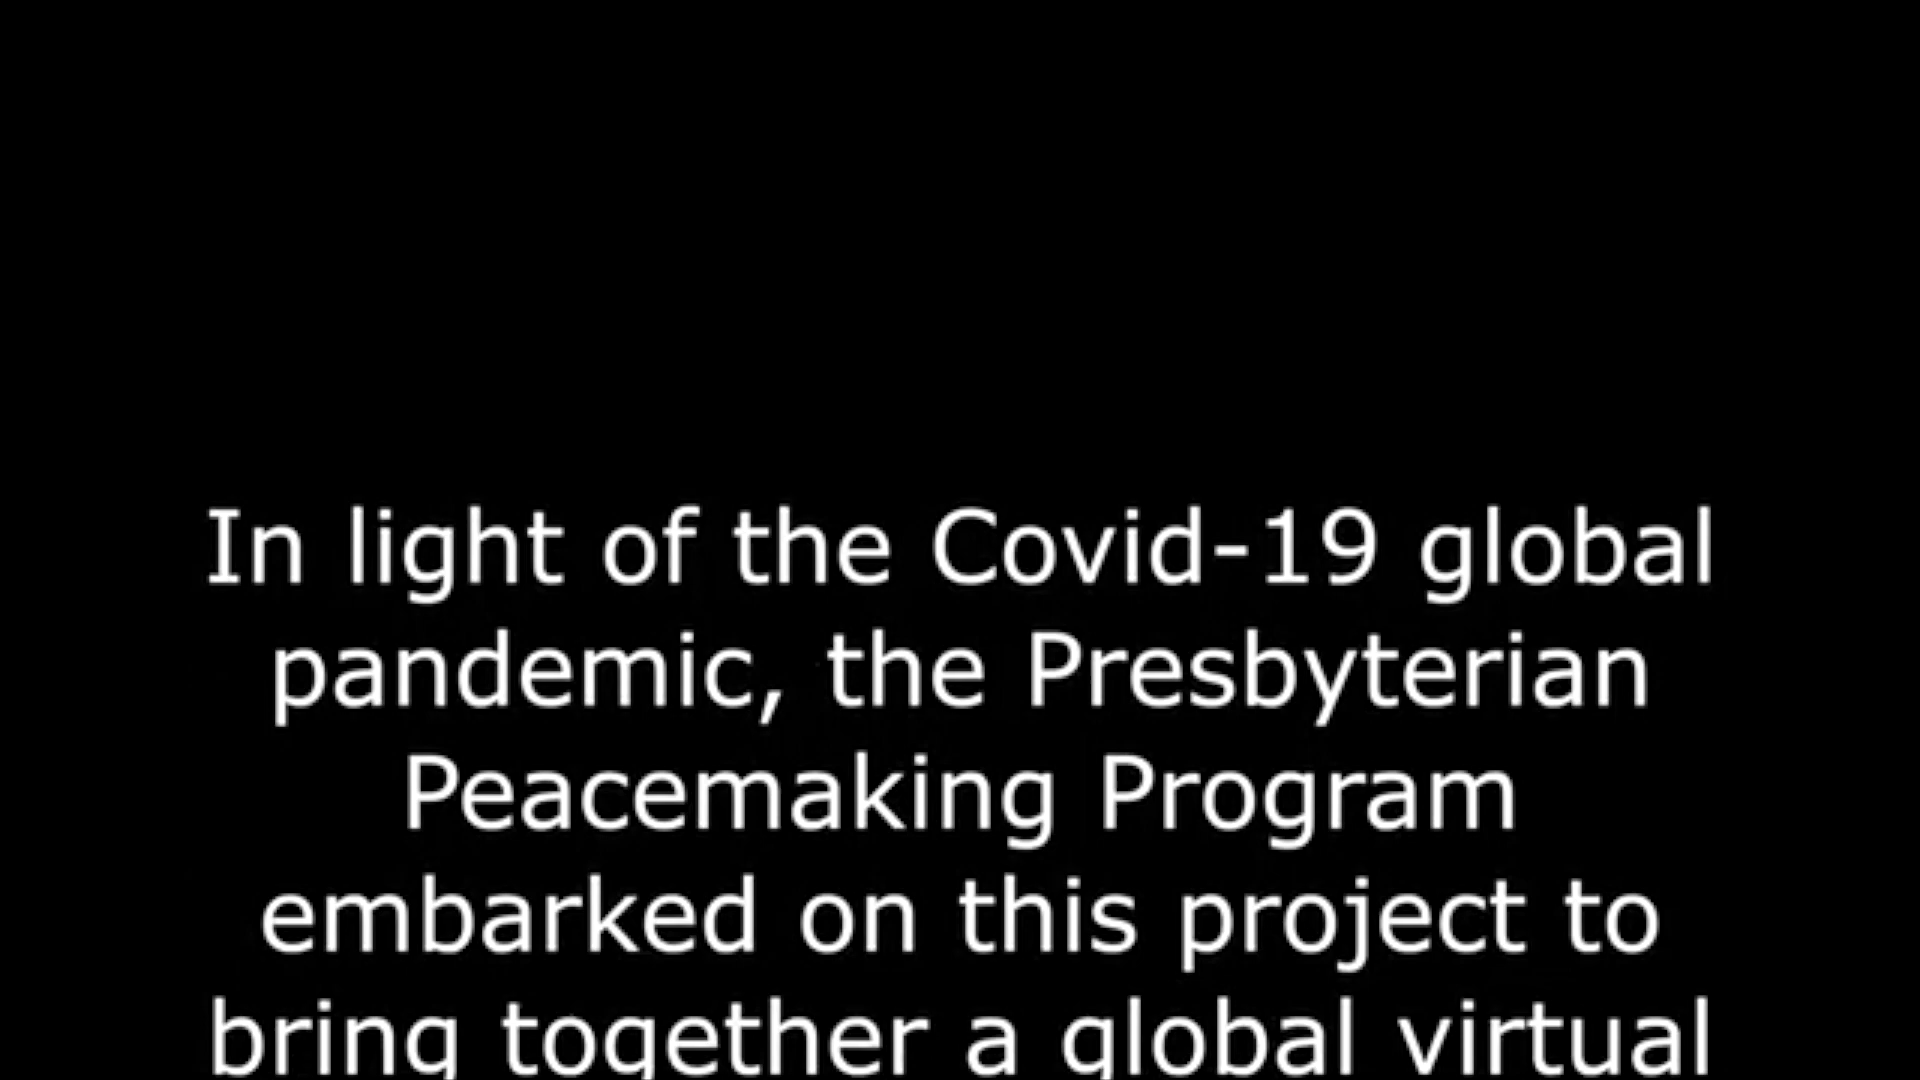 In light of the Covid-19 global
pandemic, the Presbyterian
Peacemaking Program
embarked on this project to
bring together a global virtual